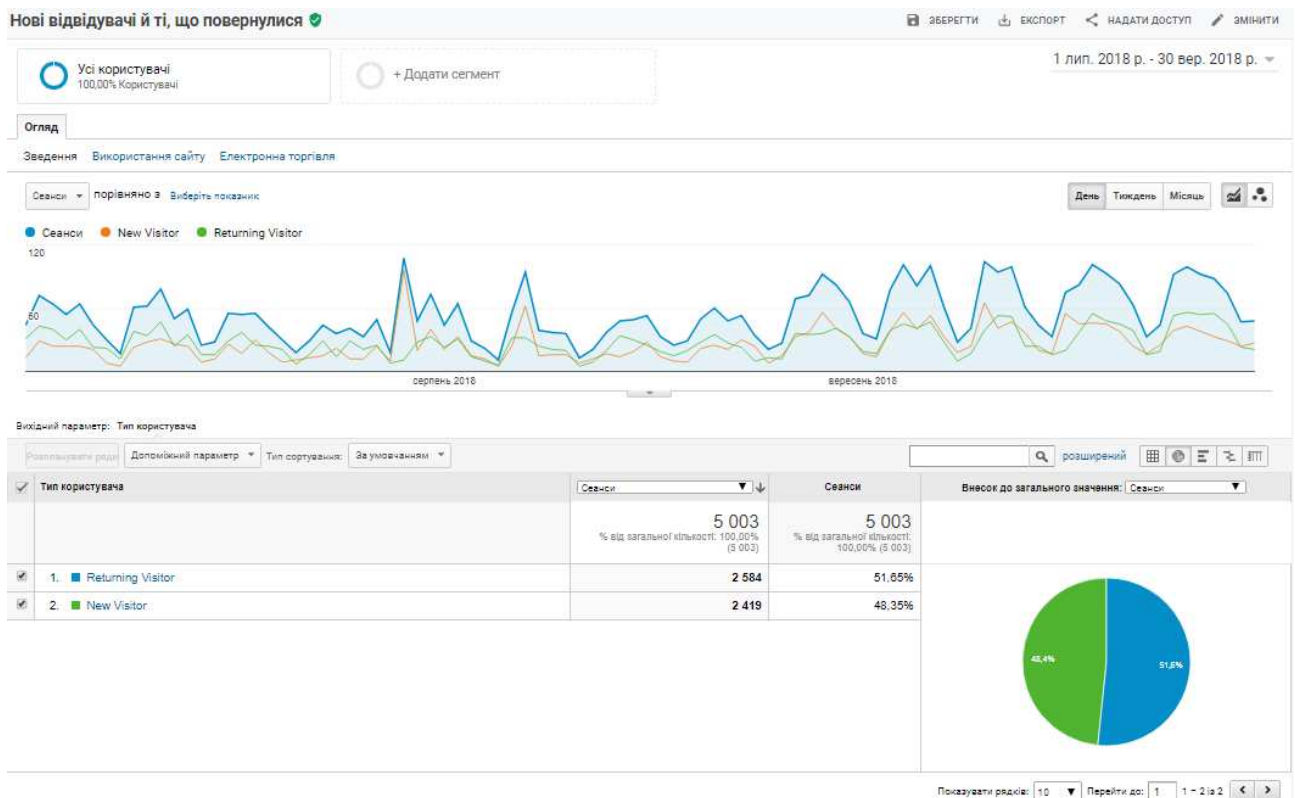 Нові відвідувачі й ті, що повернулися
ЗБЕРЕГТИ ЕКСПОРТ НАДАТИ ДОСТУП ЗМІНИТИ
Усі користувачі
100,00% Користувачі
+ Додати сегмент
1 лип. 2018 р. - 30 вер. 2018 р.
Огляд
Зведення Використання сайту Електронна торгівля
Сеанси порівняно з Виберіть показник
День Тиждень Місяць
Сеанси New Visitor Returning Visitor
120
60
серпень 2018 вересень 2018
Вихідний параметр: Тип користувача
Розпланувати ряди Допоміжний параметр Тип сортування: За умовчанням
розширений
Тип користувача Сеанси Сеанси Внесок до загального значення: Сеанси
5 003 5 003
% від загальної кількості: 100,00% (5 003)
% від загальної кількості: 100,00% (5 003)
1. Returning Visitor 2 584 51,65%
2. New Visitor 2 419 48,35%
48,4% 51,6%
Показувати рядків: 10 Перейти до: 1 1 – 2 із 2